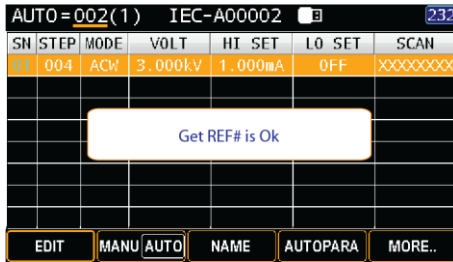 AUTO=002(1) IEC-A00002 232
SN STEP MODE VOLT HI SET LO SET SCAN
01 004 ACW 3.000kV 1.000mA OFF XXXXXXXX
Get REF# is Ok
EDIT MANU AUTO NAME AUTOPARA MORE..